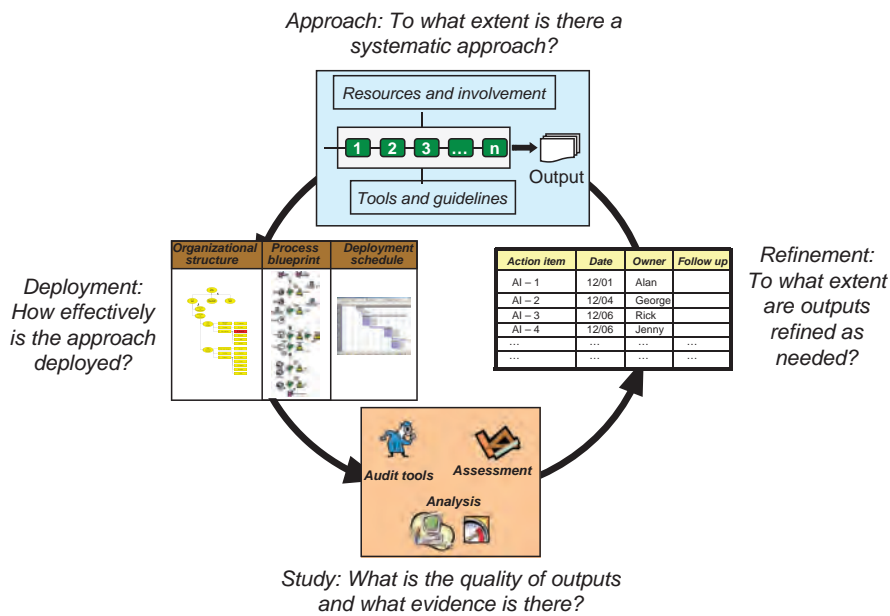 Approach: To what extent is there a
systematic approach?
Resources and involvement
1 2 3 ... n
Output
Tools and guidelines
Organizational
structure
Process
blueprint
Deployment
schedule
Deployment:
How effectively
is the approach
deployed?
Action item Date Owner Follow up
AI – 1 12/01 Alan
AI – 2 12/04 George
AI – 3 12/06 Rick
AI – 4 12/06 Jenny
... ... ... ...
... ... ... ...
Refinement:
To what extent
are outputs
refined as
needed?
Audit tools
Assessment
Analysis
Study: What is the quality of outputs
and what evidence is there?